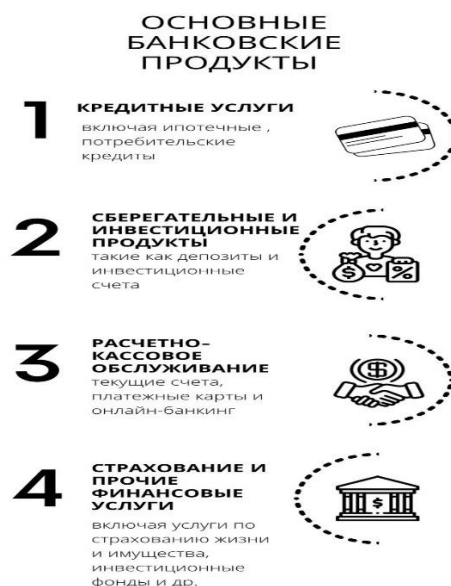 ОСНОВНЫЕ
БАНКОВСКИЕ
ПРОДУКТЫ
1
КРЕДИТНЫЕ УСЛУГИ
включая ипотечные ,
потребительские
кредиты
2
СБЕРЕГАТЕЛЬНЫЕ И
ИНВЕСТИЦИОННЫЕ
ПРОДУКТЫ
такие как депозиты и
инвестиционные
счета
3
РАСЧЕТНО-
КАССОВОЕ
ОБСЛУЖИВАНИЕ
текущие счета,
платежные карты и
онлайн-банкинг
4
СТРАХОВАНИЕ И
ПРОЧИЕ
ФИНАНСОВЫЕ
УСЛУГИ
включая услуги по
страхованию жизни
и имущества,
инвестиционные
фонды и др.